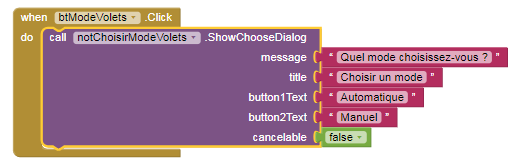 when btModeVolets .Click
do call notChoisirModeVolets .ShowChooseDialog
message " Quel mode choisissez-vous ? "
title " Choisir un mode "
button1Text " Automatique "
button2Text " Manuel "
cancelable false